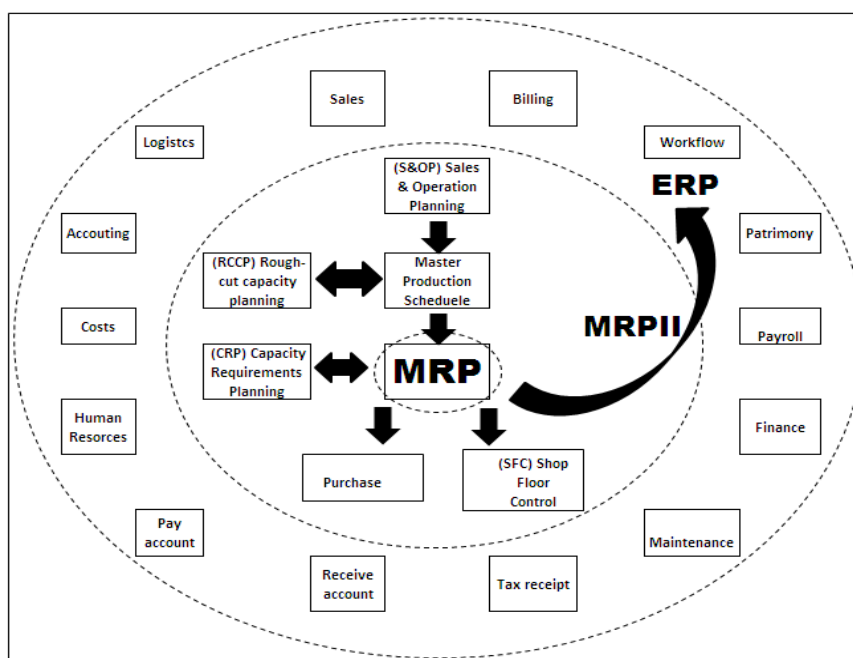 Sales
Billing
Logistcs
Workflow
(S&OP) Sales
& Operation
Planning
ERP
Accouting
Patrimony
(RCCP) Rough-
cut capacity
planning
Master
Production
Scheduele
Costs
MRPII
Payroll
(CRP) Capacity
Requirements
Planning
MRP
Human
Resorces
Finance
Purchase
(SFC) Shop
Floor
Control
Pay
account
Maintenance
Receive
account
Tax receipt